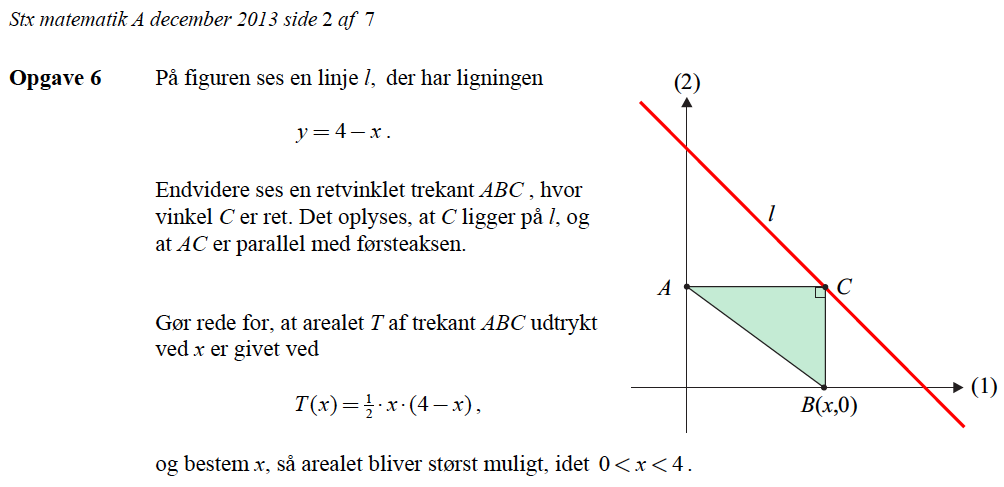 Stx matematik A december 2013 side 2 af 7
Opgave 6 På figuren ses en linje l, der har ligningen
y = 4 − x .
Endvidere ses en retvinklet trekant ABC , hvor
vinkel C er ret. Det oplyses, at C ligger på l, og
at AC er parallel med førsteaksen.
Gør rede for, at arealet T af trekant ABC udtrykt
ved x er givet ved
T(x) = ½ · x · (4 − x) ,
og bestem x, så arealet bliver størst muligt, idet 0 < x < 4 .
(2)
l
A
C
(1)
B(x,0)